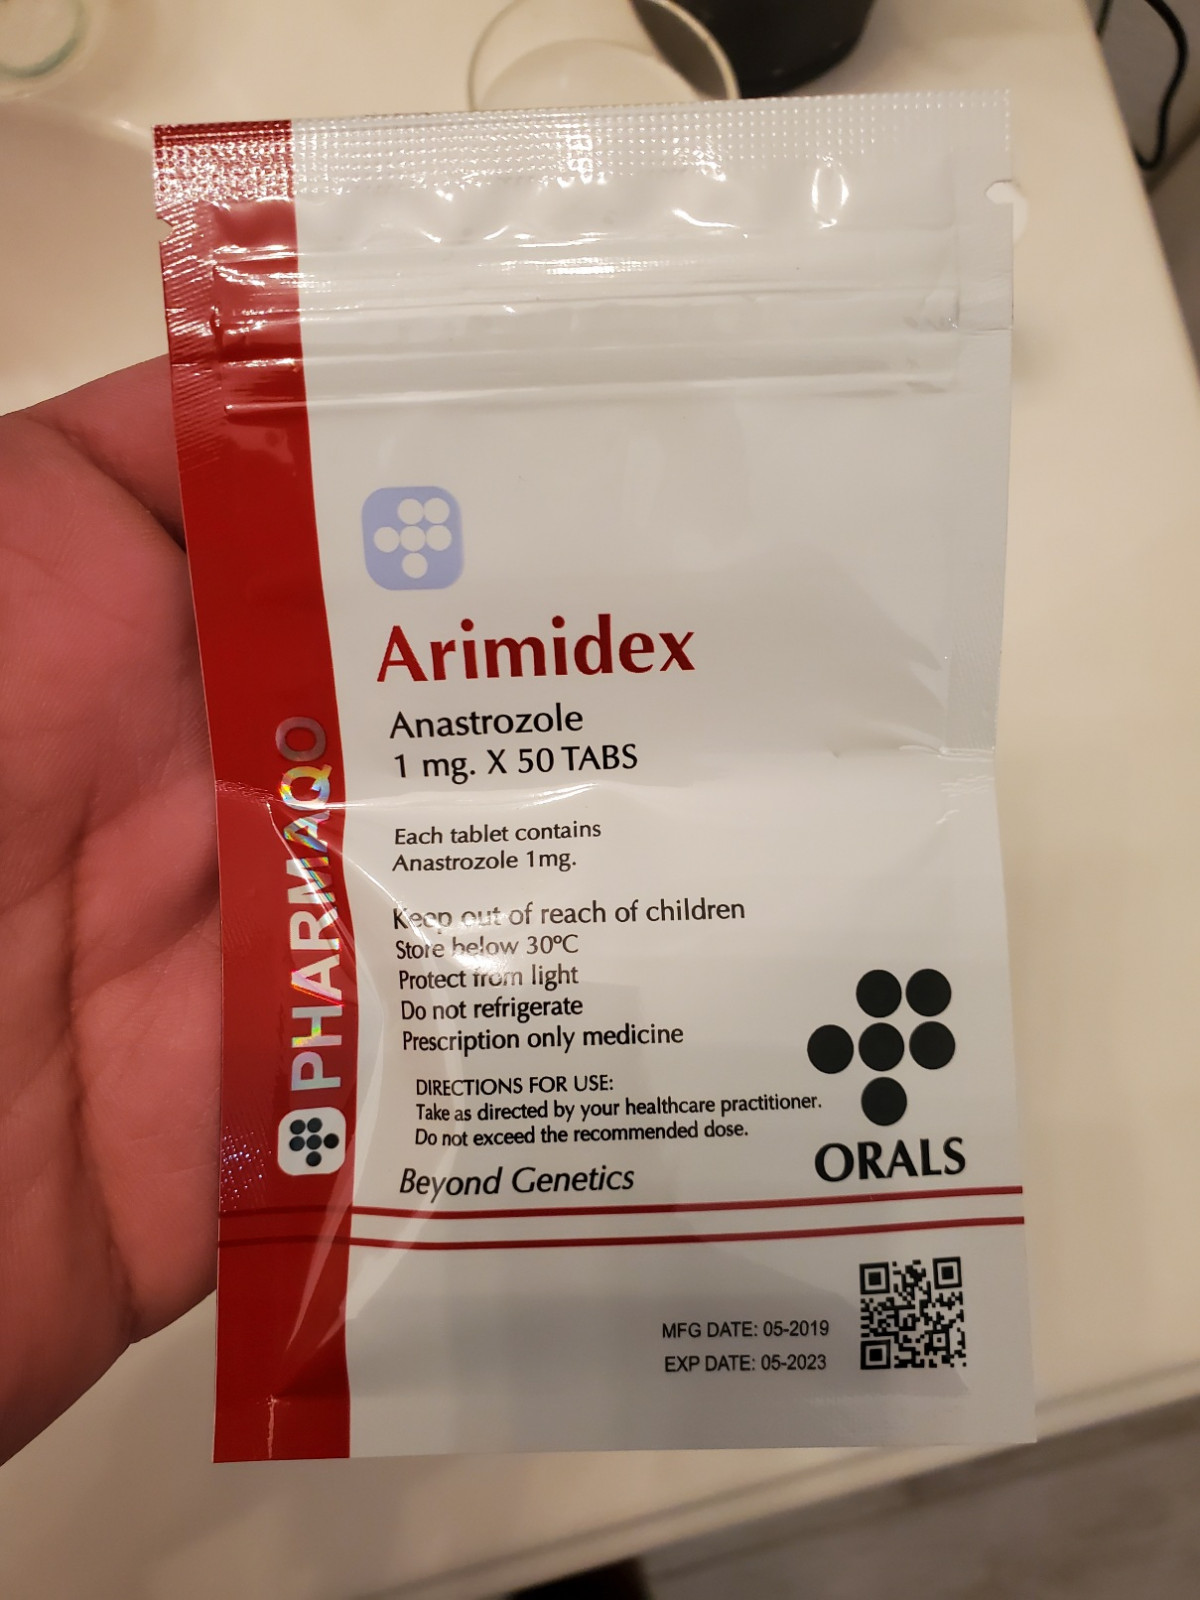 Arimidex
Anastrozole
1 mg. X 50 TABS
Each tablet contains
Anastrozole 1mg.
Keep out of reach of children
Store below 30ºC
Protect from light
Do not refrigerate
Prescription only medicine
DIRECTIONS FOR USE:
Take as directed by your healthcare practitioner.
Do not exceed the recommended dose.
Beyond Genetics
ORALS
PHARMAQO
MFG DATE: 05-2019
EXP DATE: 05-2023